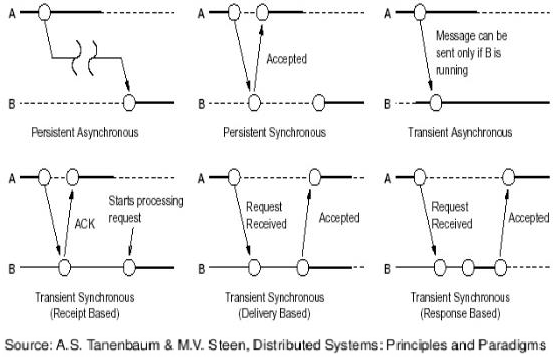 A
B
Persistent Asynchronous
A
Accepted
B
Persistent Synchronous
A
Message can be
sent only if B is
running
B
Transient Asynchronous
A
ACK
Starts processing
request
B
Transient Synchronous
(Receipt Based)
A
Request
Received
Accepted
B
Transient Synchronous
(Delivery Based)
A
Request
Received
Accepted
B
Transient Synchronous
(Response Based)
Source: A.S. Tanenbaum & M.V. Steen, Distributed Systems: Principles and Paradigms